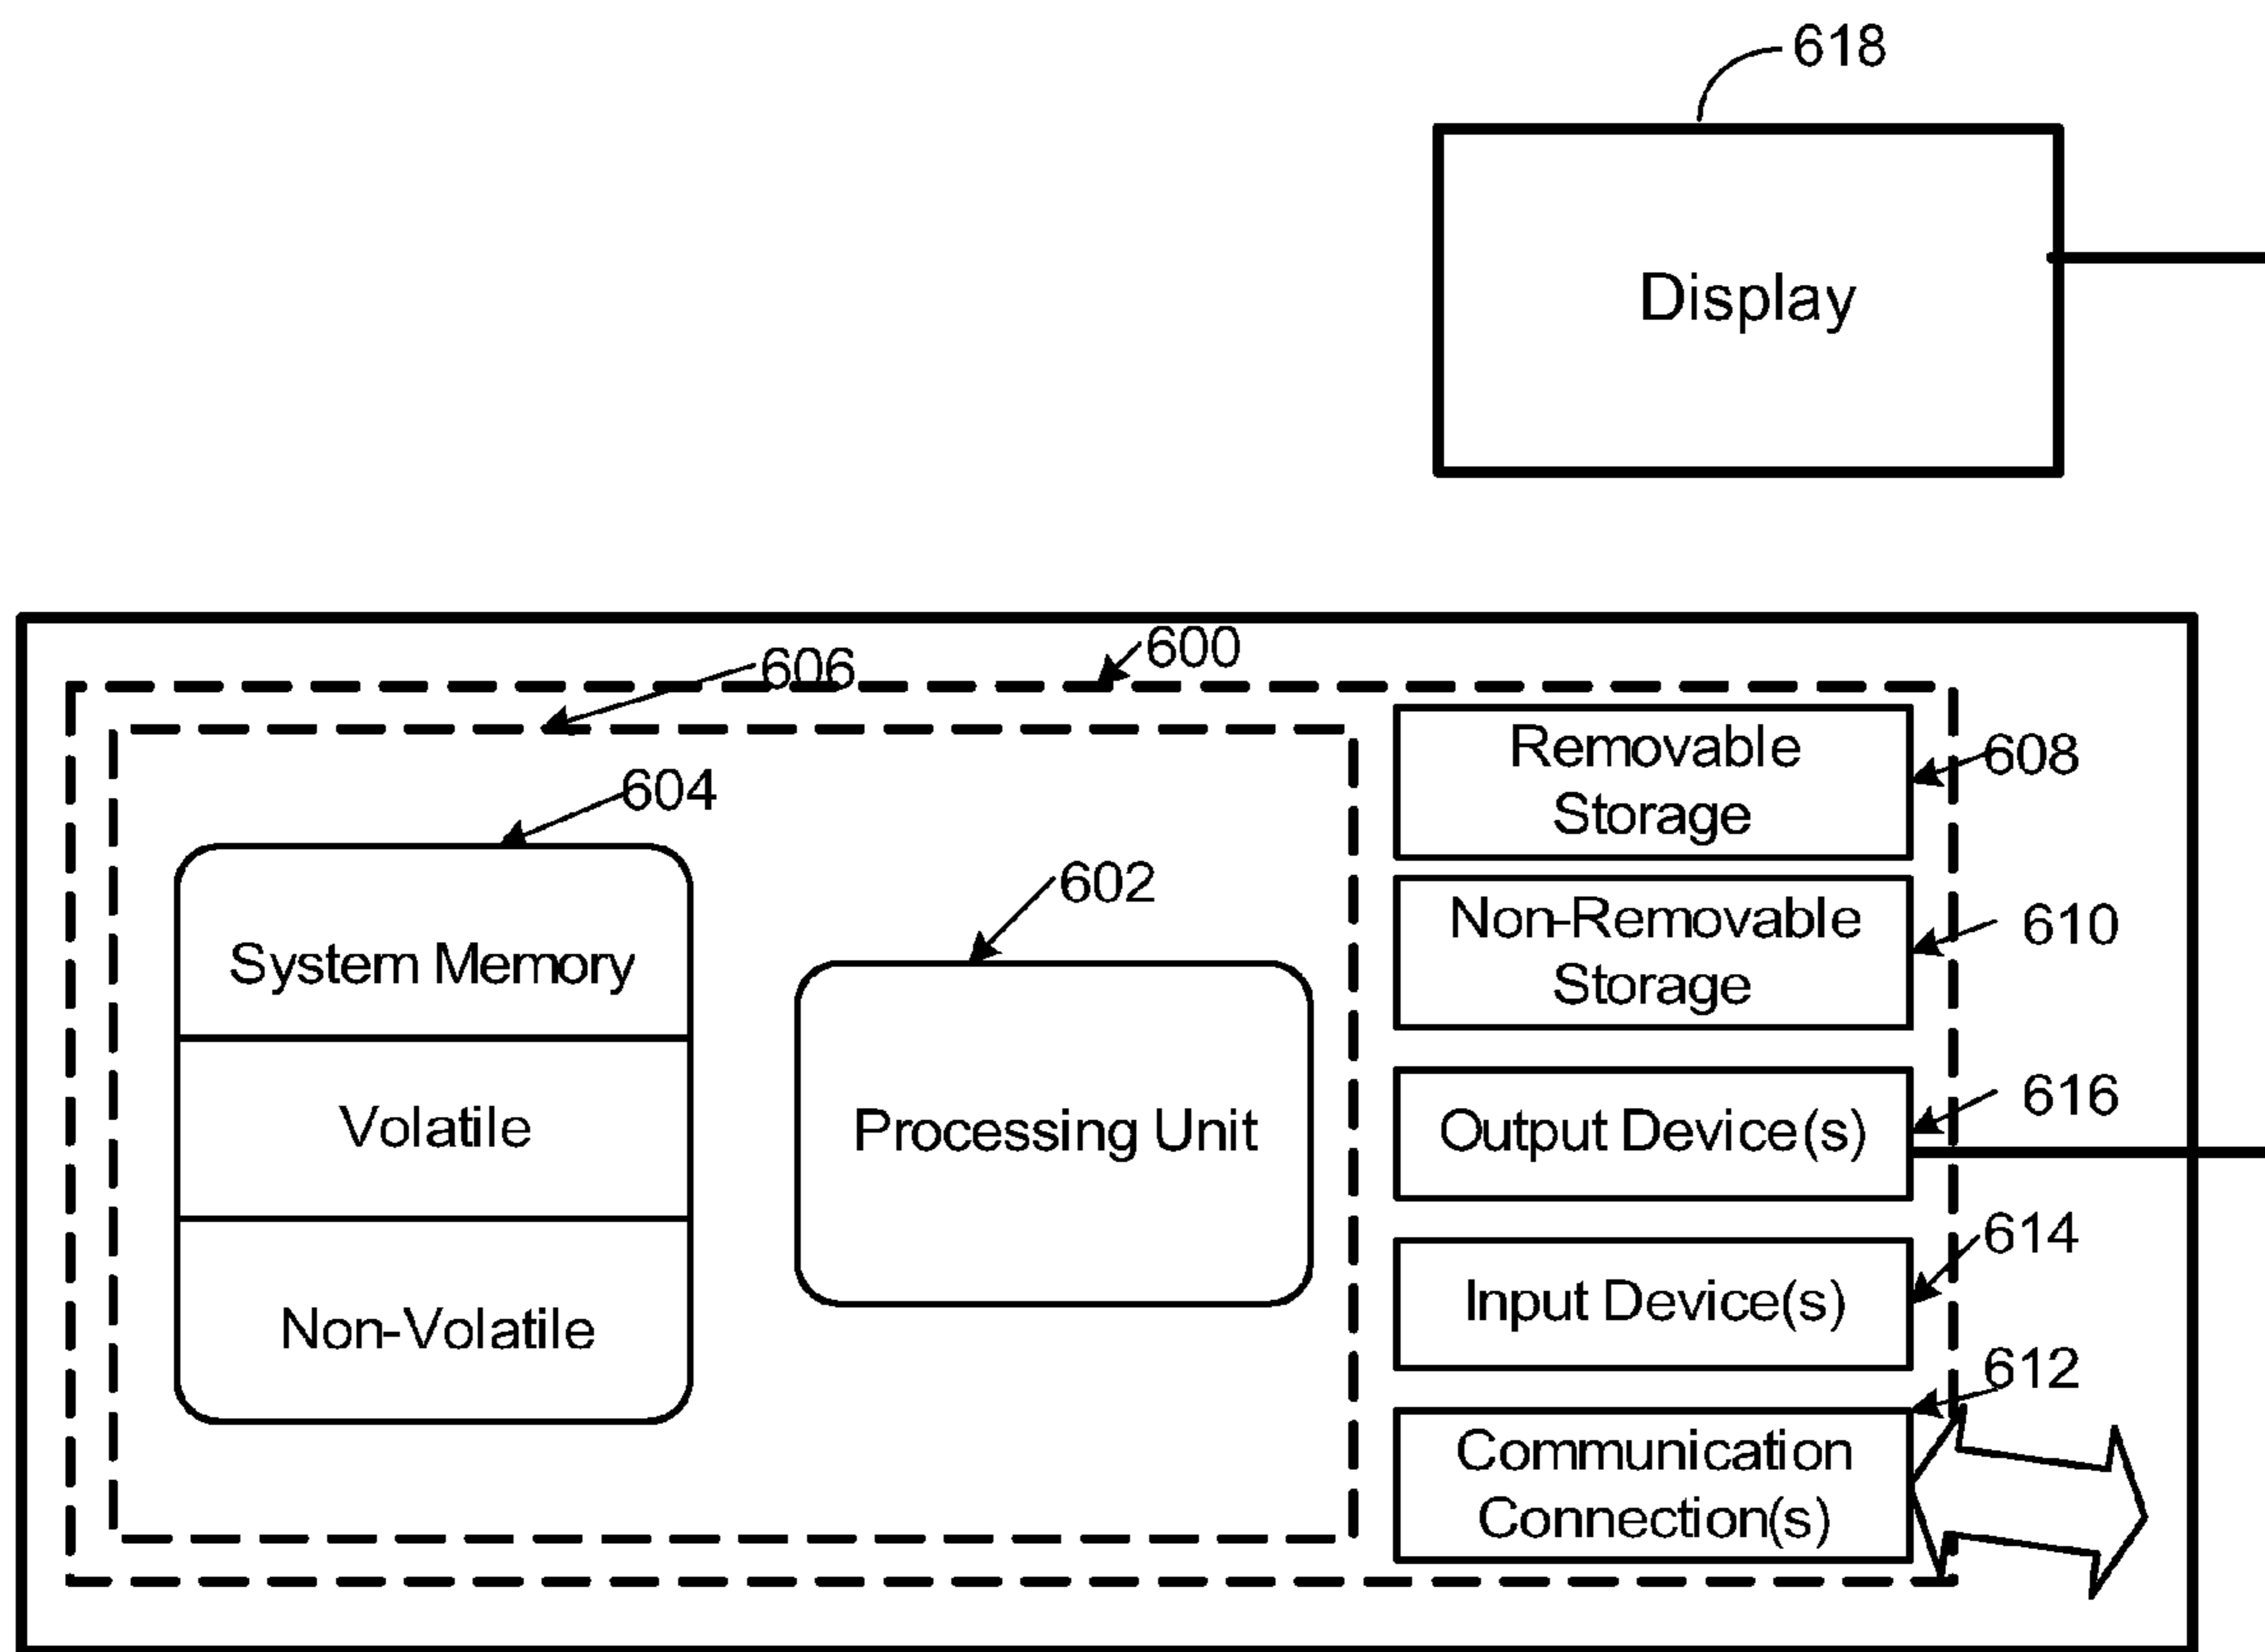 618
Display
600
606
Removable
Storage
608
604
602
Non-Removable
Storage
610
System Memory
Volatile
Non-Volatile
Processing Unit
Output Device(s)
616
Input Device(s)
614
612
Communication
Connection(s)